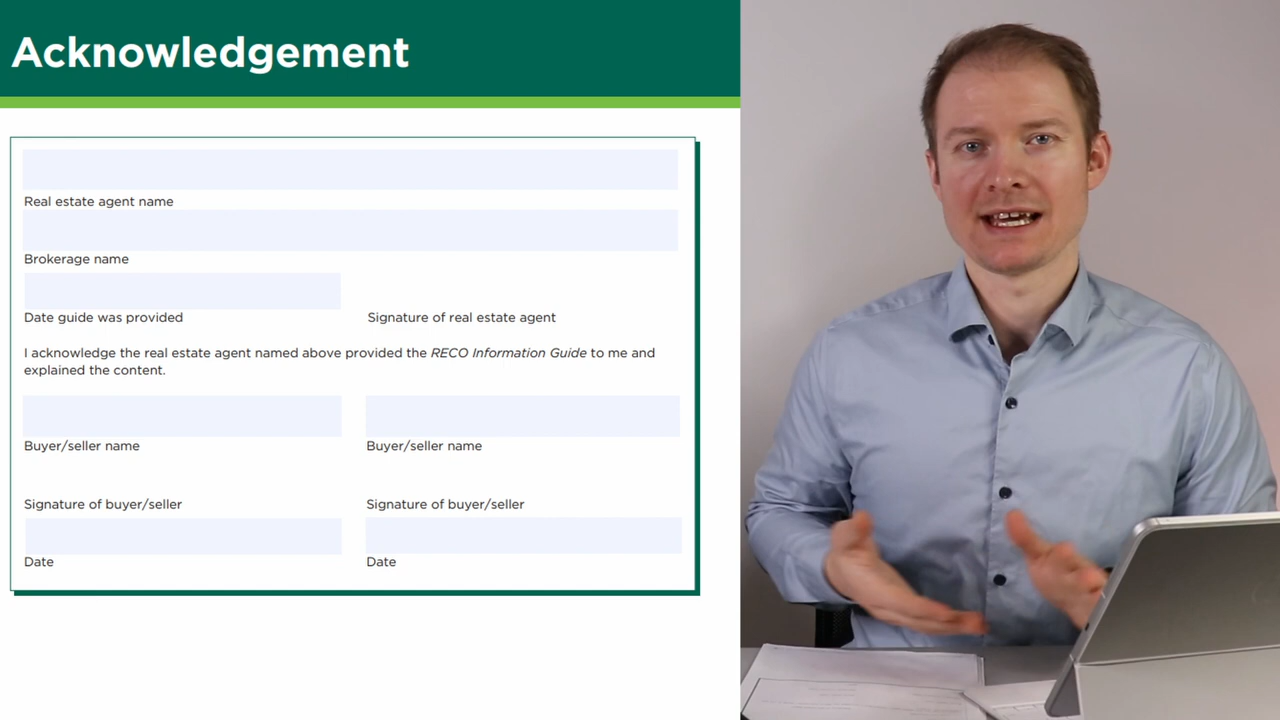 Acknowledgement
Real estate agent name
Brokerage name
Date guide was provided
Signature of real estate agent
I acknowledge the real estate agent named above provided the RECO Information Guide to me and
explained the content.
Buyer/seller name
Buyer/seller name
Signature of buyer/seller
Signature of buyer/seller
Date
Date